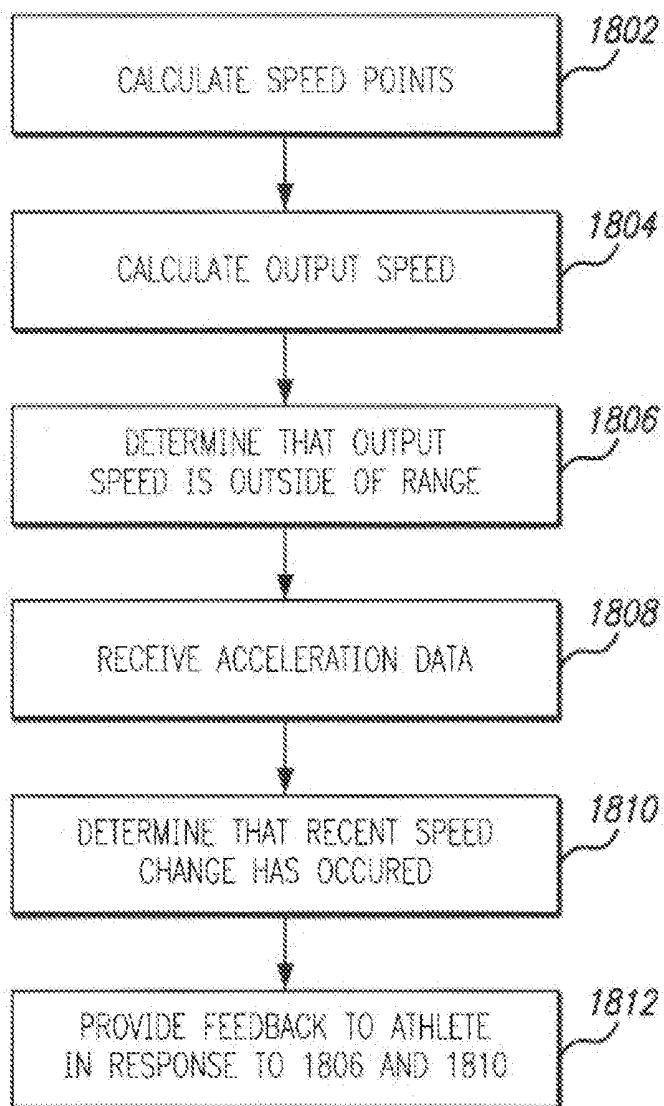 1802
CALCULATE SPEED POINTS
1804
CALCULATE OUTPUT SPEED
1806
DETERMINE THAT OUTPUT
SPEED IS OUTSIDE OF RANGE
1808
RECEIVE ACCELERATION DATA
1810
DETERMINE THAT RECENT SPEED
CHANGE HAS OCCURED
1812
PROVIDE FEEDBACK TO ATHLETE
IN RESPONSE TO 1806 AND 1810